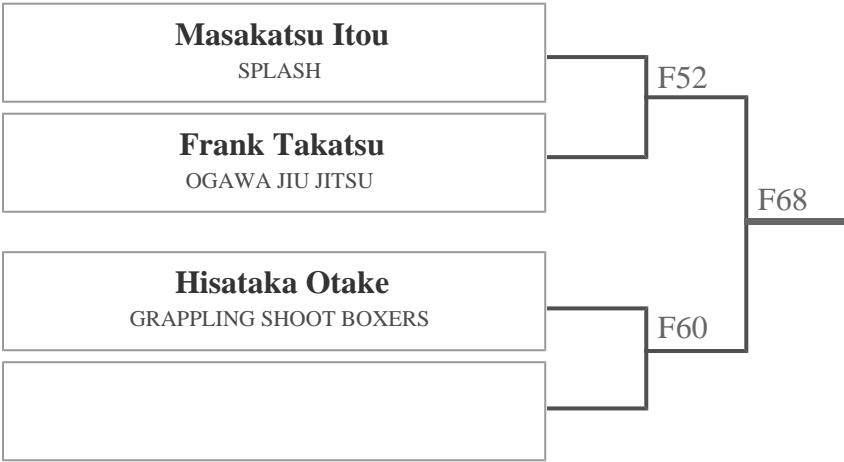 Masakatsu Itou
SPLASH
F52
Frank Takatsu
OGAWA JIU JITSU
F68
Hisataka Otake
GRAPPLING SHOOT BOXERS
F60